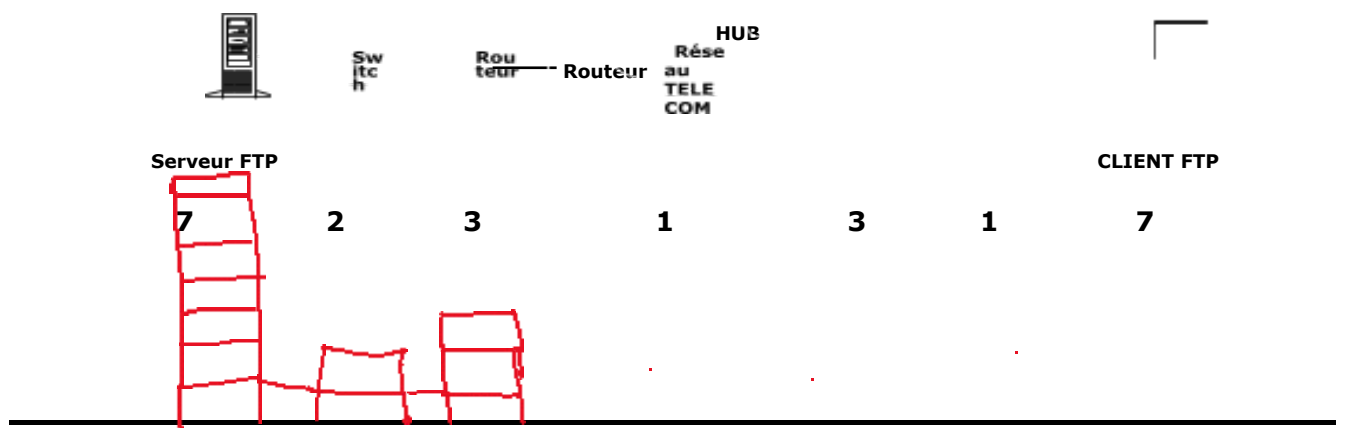 HUB
Sw
itc
h
Rou
teur
Routeur
Rése
au
TELE
COM
Serveur FTP
CLIENT FTP
7 2 3 1 3 1 7